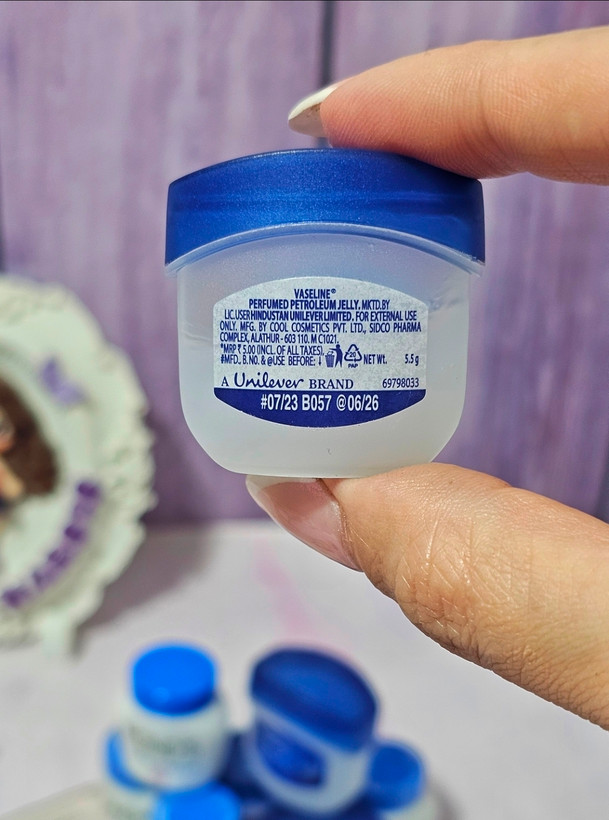 VASELINE®
PERFUMED PETROLEUM JELLY. MKTD.BY
LIC.USER HINDUSTAN UNILEVER LIMITED. FOR EXTERNAL USE
ONLY. MFG. BY COOL COSMETICS PVT. LTD., SIDCO PHARMA
COMPLEX, ALATHUR - 603 110. M C1021.
*MRP ₹ 5.00 (INCL. OF ALL TAXES).
#MFD., B. NO. & @USE BEFORE: NET WT. 5.5 g
PAP
A Unilever BRAND 69798033
#07/23 B057 @06/26